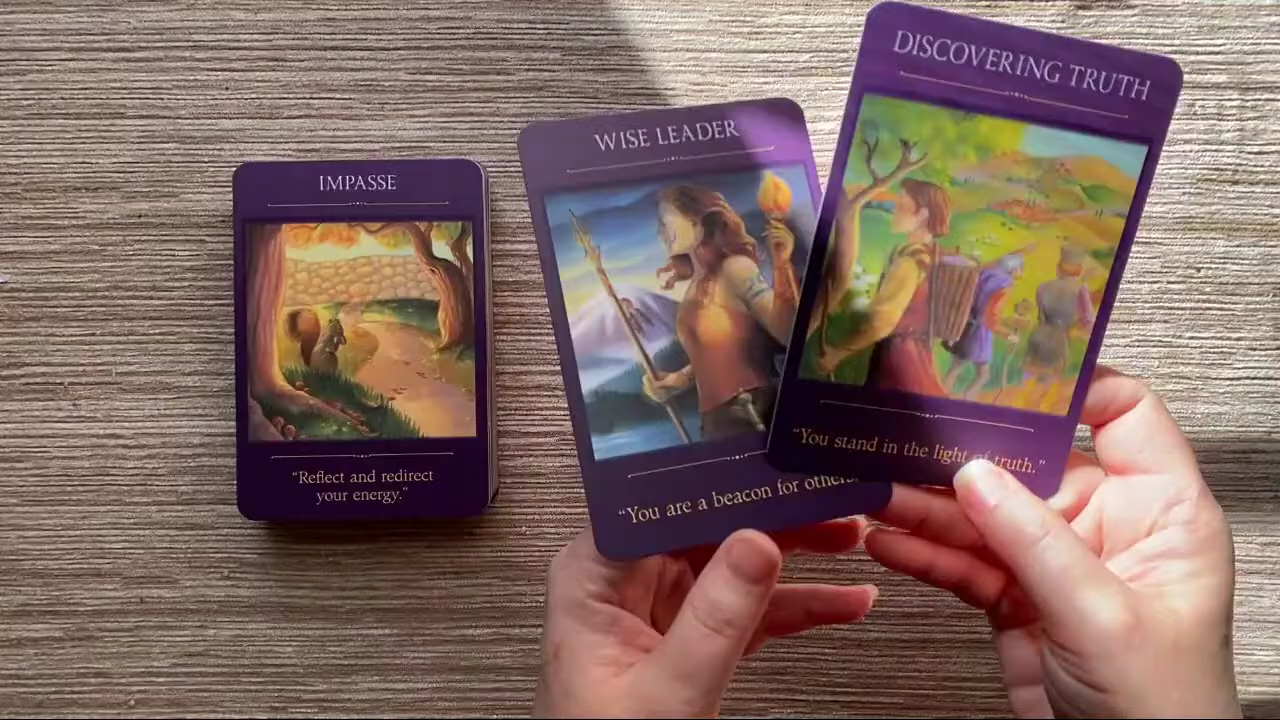 IMPASSE
"Reflect and redirect
your energy."
WISE LEADER
"You are a beacon for others."
DISCOVERING TRUTH
"You stand in the light of truth."